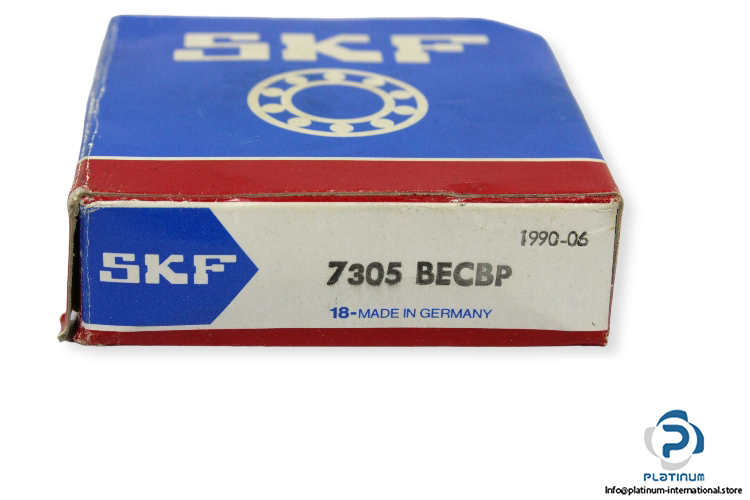 SKF
1990-06
SKF
7305 BECBP
18-MADE IN GERMANY
PLATINUM
Info@platinum-international.store